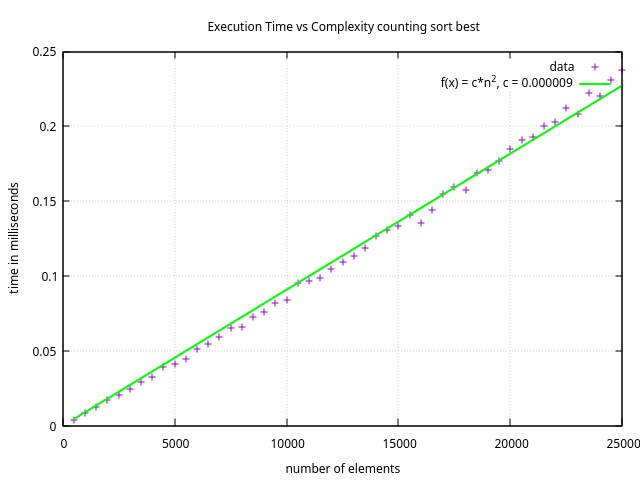 Execution Time vs Complexity counting sort best
0.25
0.2
0.15
0.1
0.05
0
time in milliseconds
data
f(x) = c*n², c = 0.000009
0 5000 10000 15000 20000 25000
number of elements